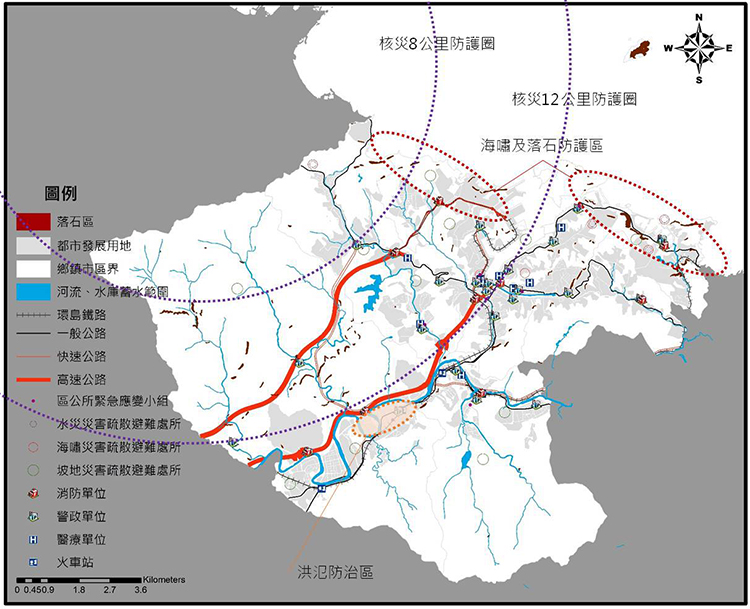 核災8公里防護圈
核災12公里防護圈
海嘯及落石防護區
N
W
E
S
圖例
落石區
都市發展用地
鄉鎮市區界
河流、水庫蓄水範圍
環島鐵路
一般公路
快速公路
高速公路
區公所緊急應變小組
水災災害疏散避難處所
海嘯災害疏散避難處所
坡地災害疏散避難處所
消防單位
警政單位
H 醫療單位
火車站
Kilometers
0 0.45 0.9 1.8 2.7 3.6
洪氾防治區